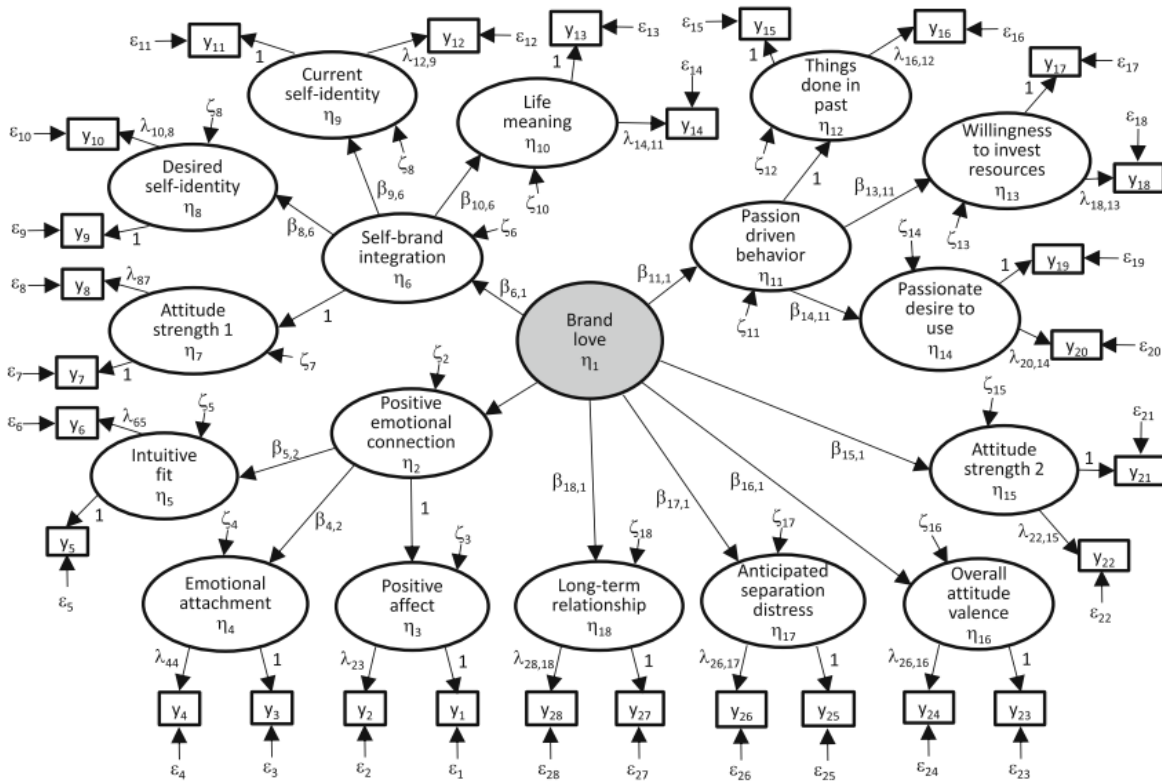 ε11
y11
1
λ12,9
y12
ε12
y13
ε13
1
ε14
y14
λ14,11
Current
self-identity
η9
ζ8
Life
meaning
η10
ζ10
ε10
y10
λ10,8
ζ8
Desired
self-identity
η8
ε9
y9
1
β9,6
β10,6
β8,6
ζ6
Self-brand
integration
η6
β6,1
1
ε8
y8
λ87
Attitude
strength 1
η7
ζ7
ε7
y7
1
ε15
y15
1
λ16,12
y16
ε16
Things
done in
past
η12
ζ12
y17
ε17
1
ε18
y18
λ18,13
Willingness
to invest
resources
η13
ζ13
1
β13,11
Passion
driven
behavior
η11
ζ11
β11,1
β14,11
ζ14
Passionate
desire to
use
η14
1
y19
ε19
λ20,14
y20
ε20
Brand
love
η1
ε6
y6
λ65
ζ5
Intuitive
fit
η5
1
y5
ε5
ζ2
Positive
emotional
connection
η2
β5,2
β4,2
1
β18,1
β17,1
β16,1
β15,1
ζ15
Attitude
strength 2
η15
ε21
1
y21
λ22,15
y22
ε22
ζ4
Emotional
attachment
η4
ζ3
Positive
affect
η3
ζ18
Long-term
relationship
η18
ζ17
Anticipated
separation
distress
η17
ζ16
Overall
attitude
valence
η16
λ44
1
λ23
1
λ28,18
1
λ26,17
1
λ26,16
1
y4
y3
y2
y1
y28
y27
y26
y25
y24
y23
ε4
ε3
ε2
ε1
ε28
ε27
ε26
ε25
ε24
ε23